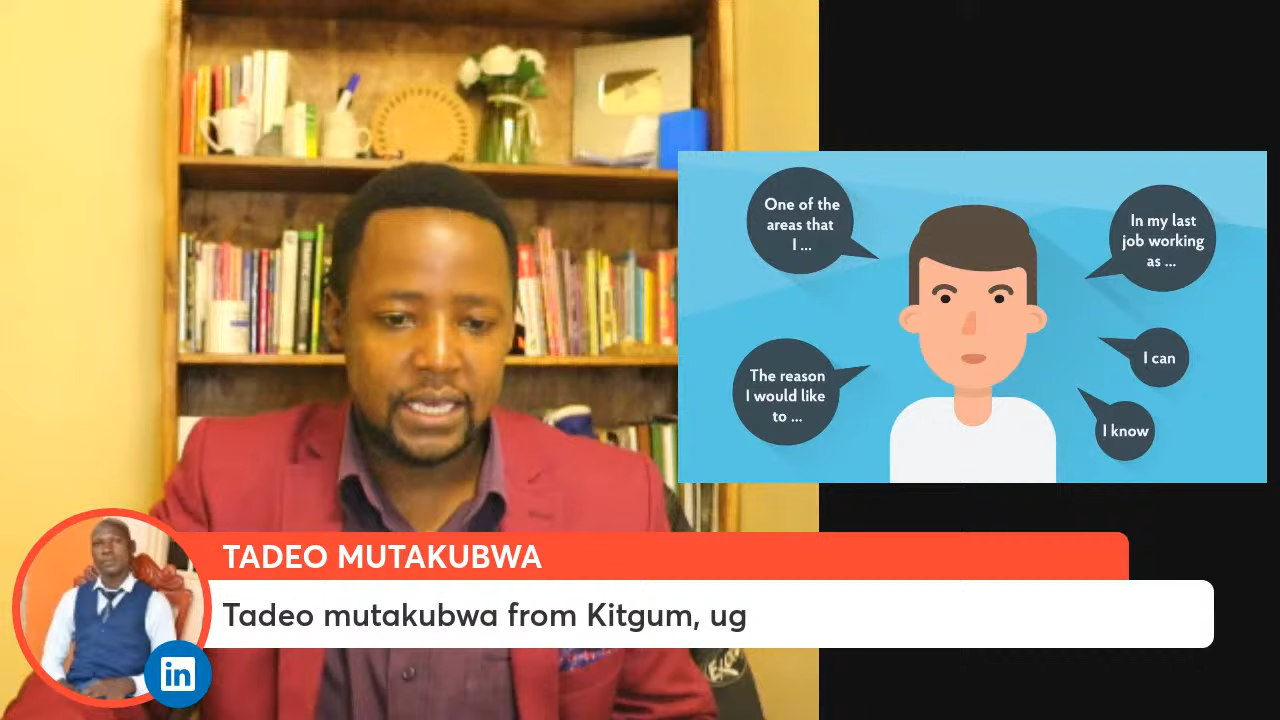 One of the
areas that
I ...
In my last
job working
as ...
The reason
I would like
to ...
I can
I know
TADEO MUTAKUBWA
Tadeo mutakubwa from Kitgum, ug
in